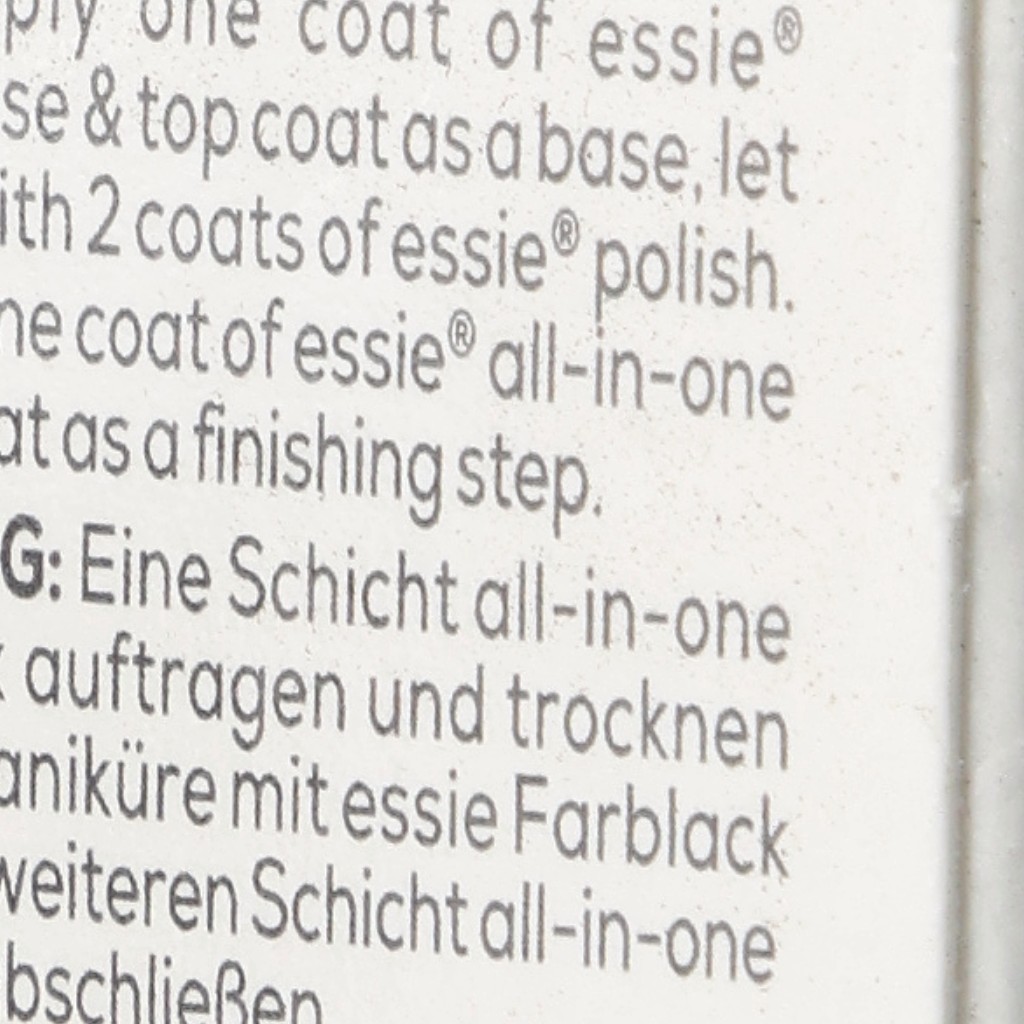 ply one coat of essie®
se & top coat as a base, let
ith 2 coats of essie® polish.
ne coat of essie® all-in-one
at as a finishing step.
G: Eine Schicht all-in-one
auftragen und trocknen
aniküre mit essie Farblack
weiteren Schicht all-in-one
bschließen